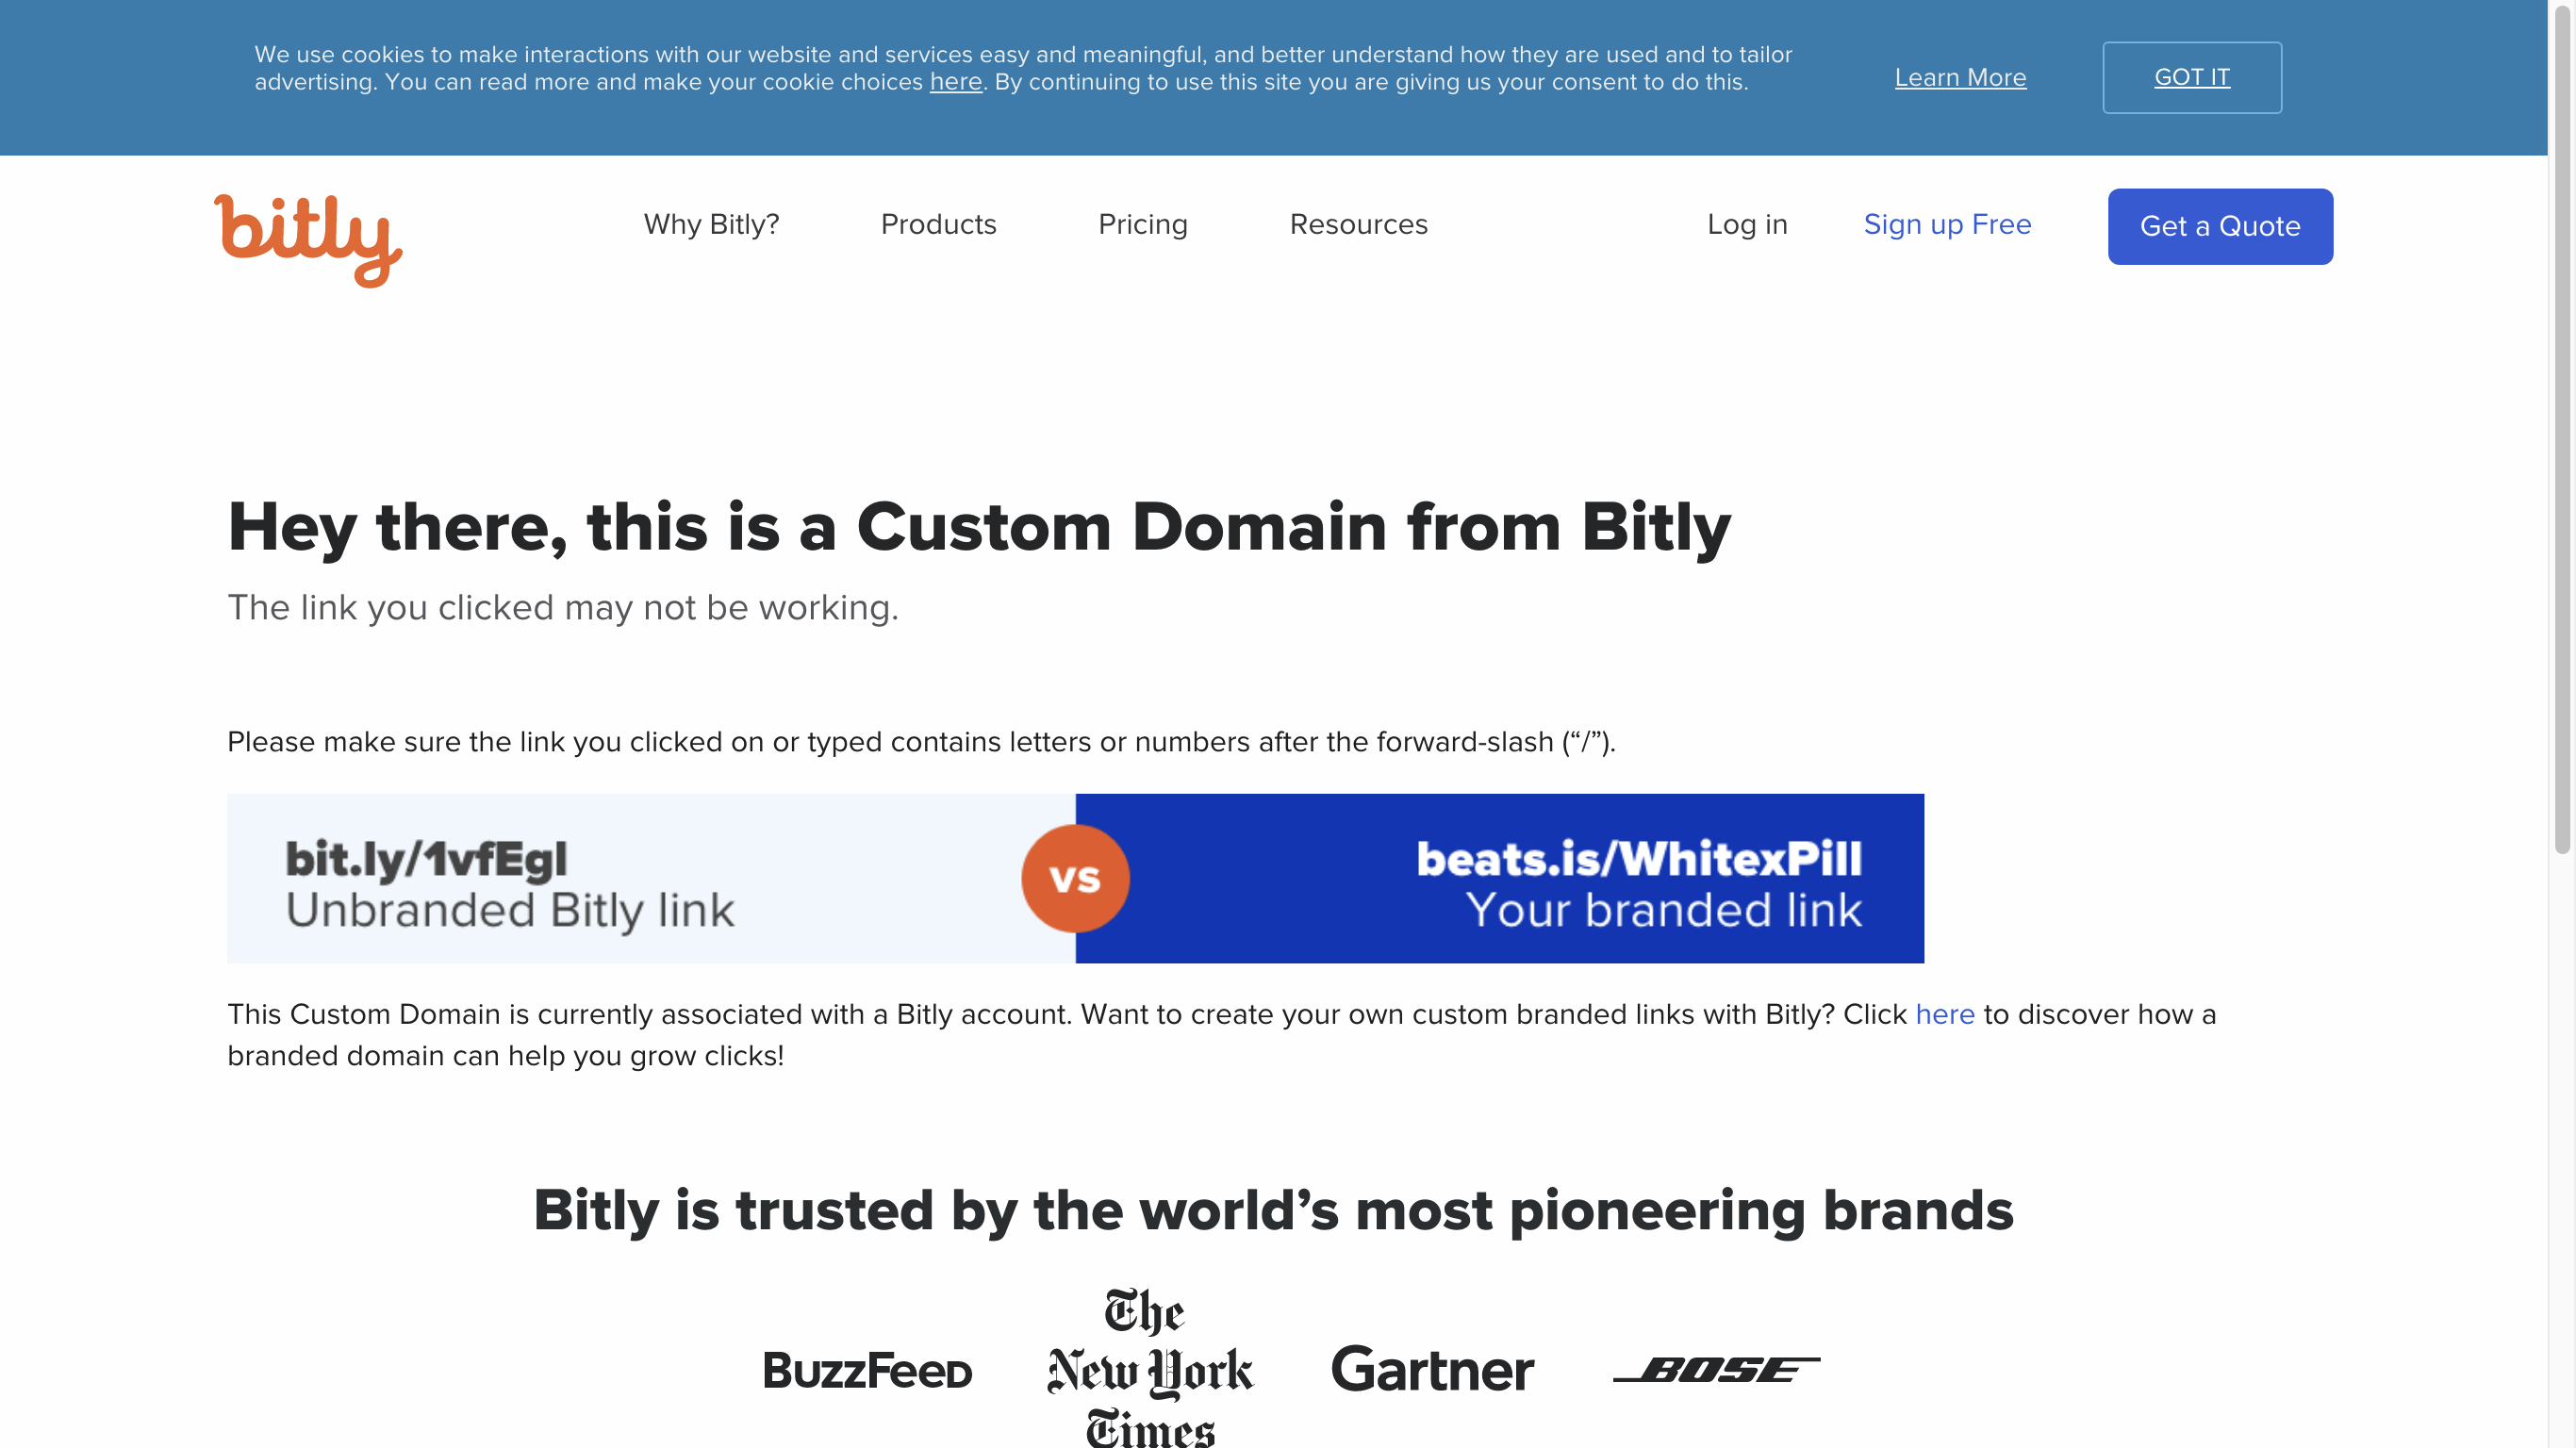 We use cookies to make interactions with our website and services easy and meaningful, and better understand how they are used and to tailor
advertising. You can read more and make your cookie choices here. By continuing to use this site you are giving us your consent to do this.
Learn More
GOT IT
bitly
Why Bitly?
Products
Pricing
Resources
Log in
Sign up Free
Get a Quote
Hey there, this is a Custom Domain from Bitly
The link you clicked may not be working.
Please make sure the link you clicked on or typed contains letters or numbers after the forward-slash (“/”).
bit.ly/1vfEgI
Unbranded Bitly link
vs
beats.is/WhitexPill
Your branded link
This Custom Domain is currently associated with a Bitly account. Want to create your own custom branded links with Bitly? Click here to discover how a
branded domain can help you grow clicks!
Bitly is trusted by the world’s most pioneering brands
BuzzFeeD
The
New York
Times
Gartner
BOSE